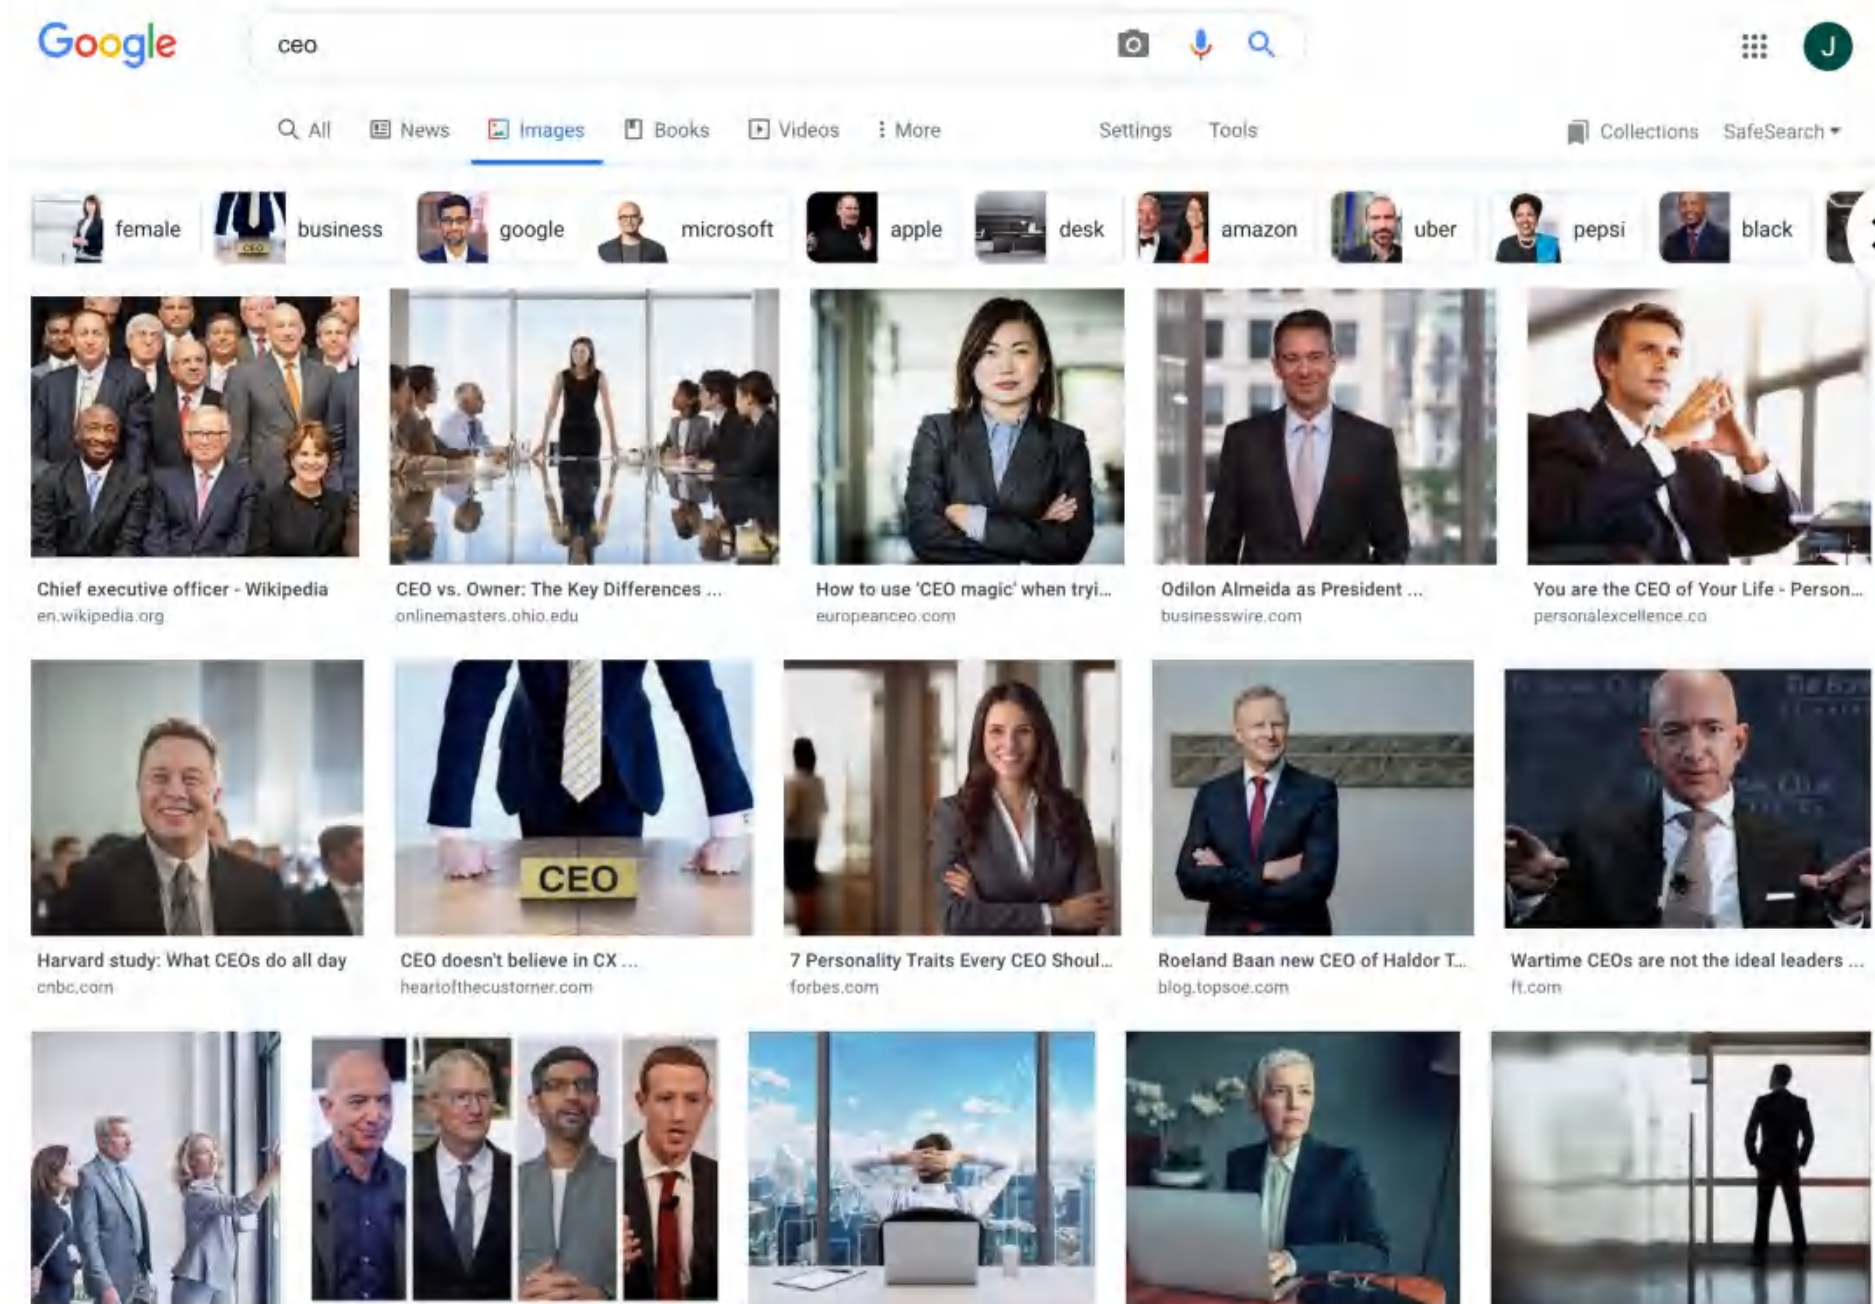 Google
ceo
J
All News Images Books Videos More Settings Tools Collections SafeSearch
female business google microsoft apple desk amazon uber pepsi black
CEO
Chief executive officer - Wikipedia
en.wikipedia.org
CEO vs. Owner: The Key Differences ...
onlinemasters.ohio.edu
How to use 'CEO magic' when tryi...
europeanceo.com
Odilon Almeida as President ...
businesswire.com
You are the CEO of Your Life - Person...
personalexcellence.co
CEO
Harvard study: What CEOs do all day
cnbc.com
CEO doesn't believe in CX ...
heartofthecustomer.com
7 Personality Traits Every CEO Shoul...
forbes.com
Roeland Baan new CEO of Haldor T...
blog.topsoe.com
Wartime CEOs are not the ideal leaders ...
ft.com